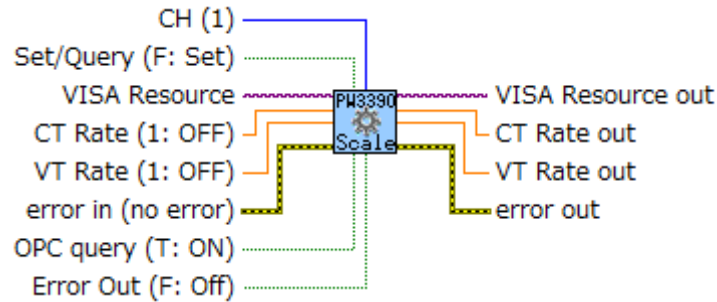 CH (1)
Set/Query (F: Set)
VISA Resource
CT Rate (1: OFF)
VT Rate (1: OFF)
error in (no error)
OPC query (T: ON)
Error Out (F: Off)
PW3390
Scale
VISA Resource out
CT Rate out
VT Rate out
error out